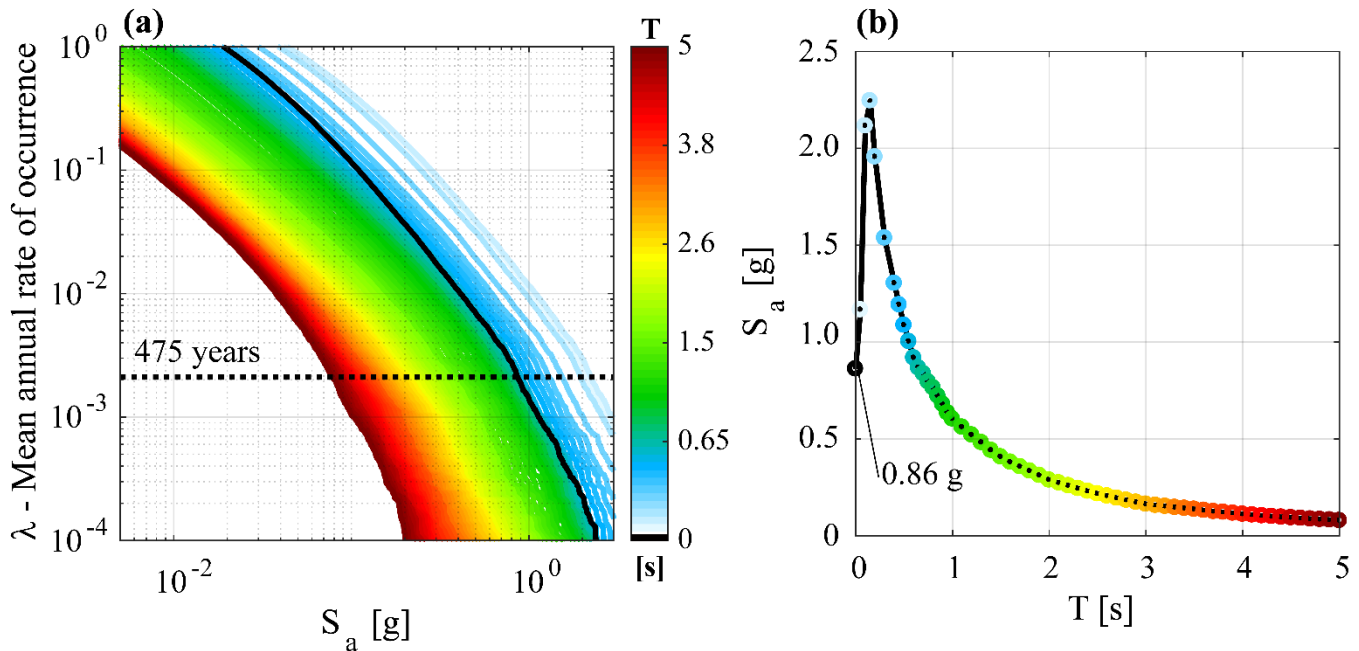 (a)
λ - Mean annual rate of occurrence
10^0
10^-1
10^-2
10^-3
10^-4
475 years
10^-2
10^0
S_a [g]
T
5
3.8
2.6
1.5
0.65
0
[s]
(b)
S_a [g]
2.5
2.0
1.5
1.0
0.5
0
0.86 g
0 1 2 3 4 5
T [s]